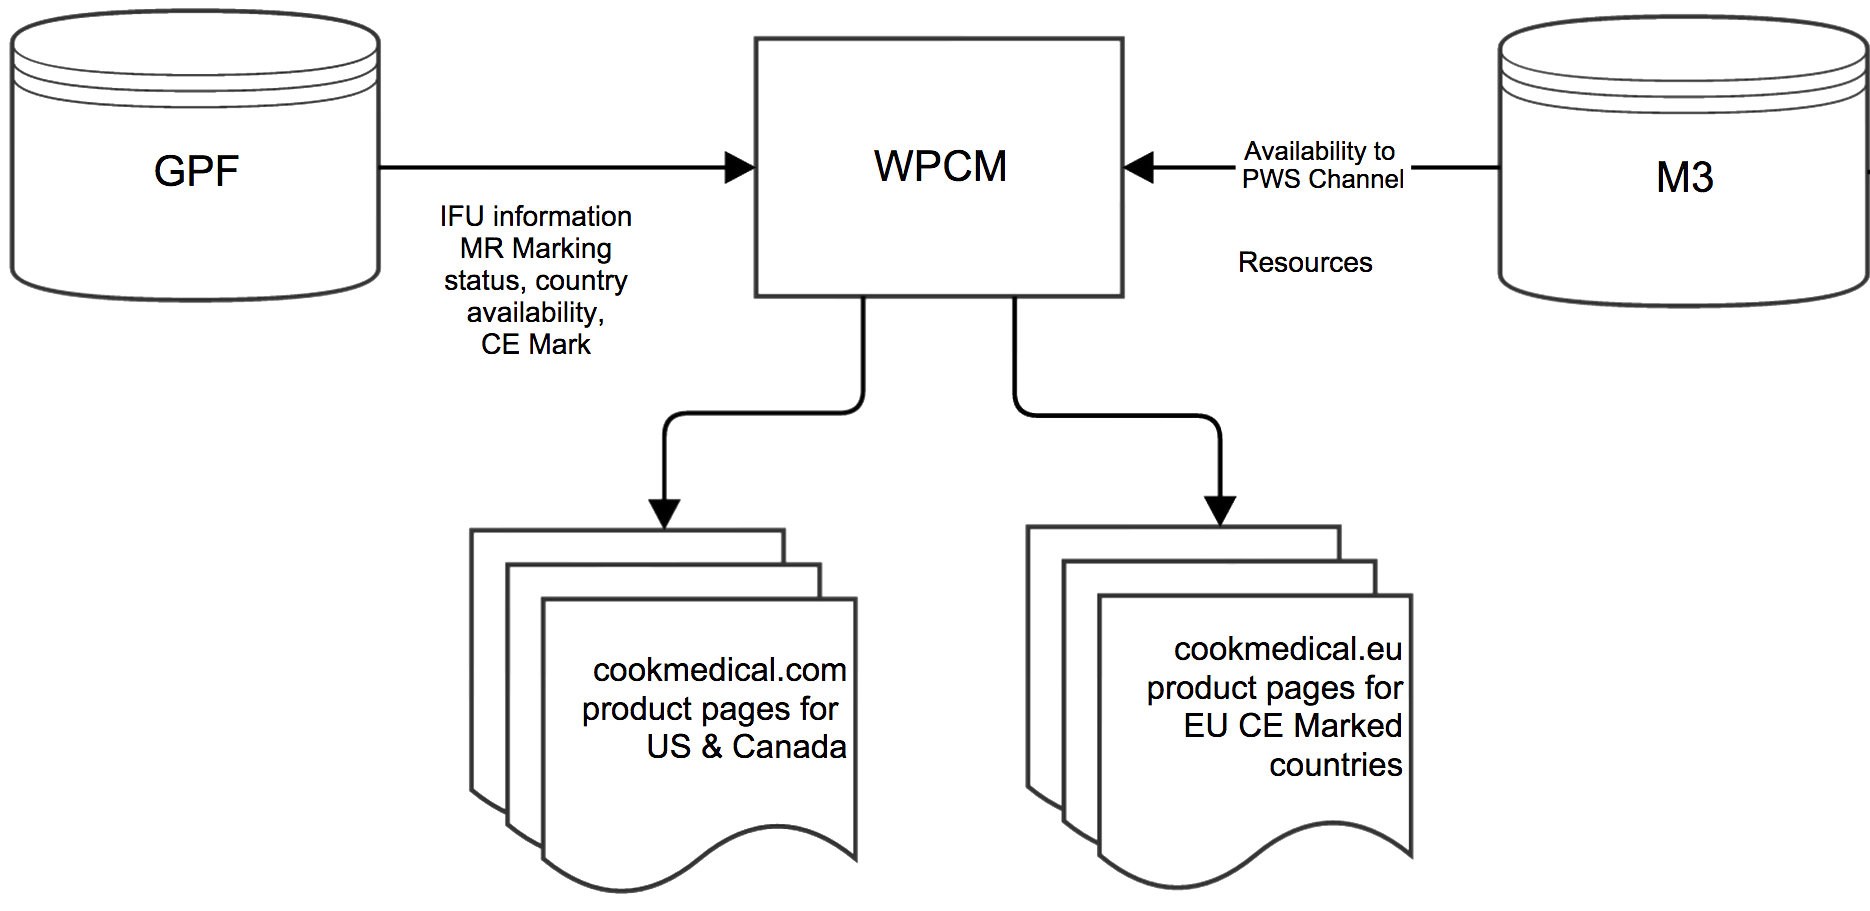 GPF
IFU information
MR Marking
status, country
availability,
CE Mark
WPCM
Availability to
PWS Channel
Resources
M3
cookmedical.com
product pages for
US & Canada
cookmedical.eu
product pages for
EU CE Marked
countries